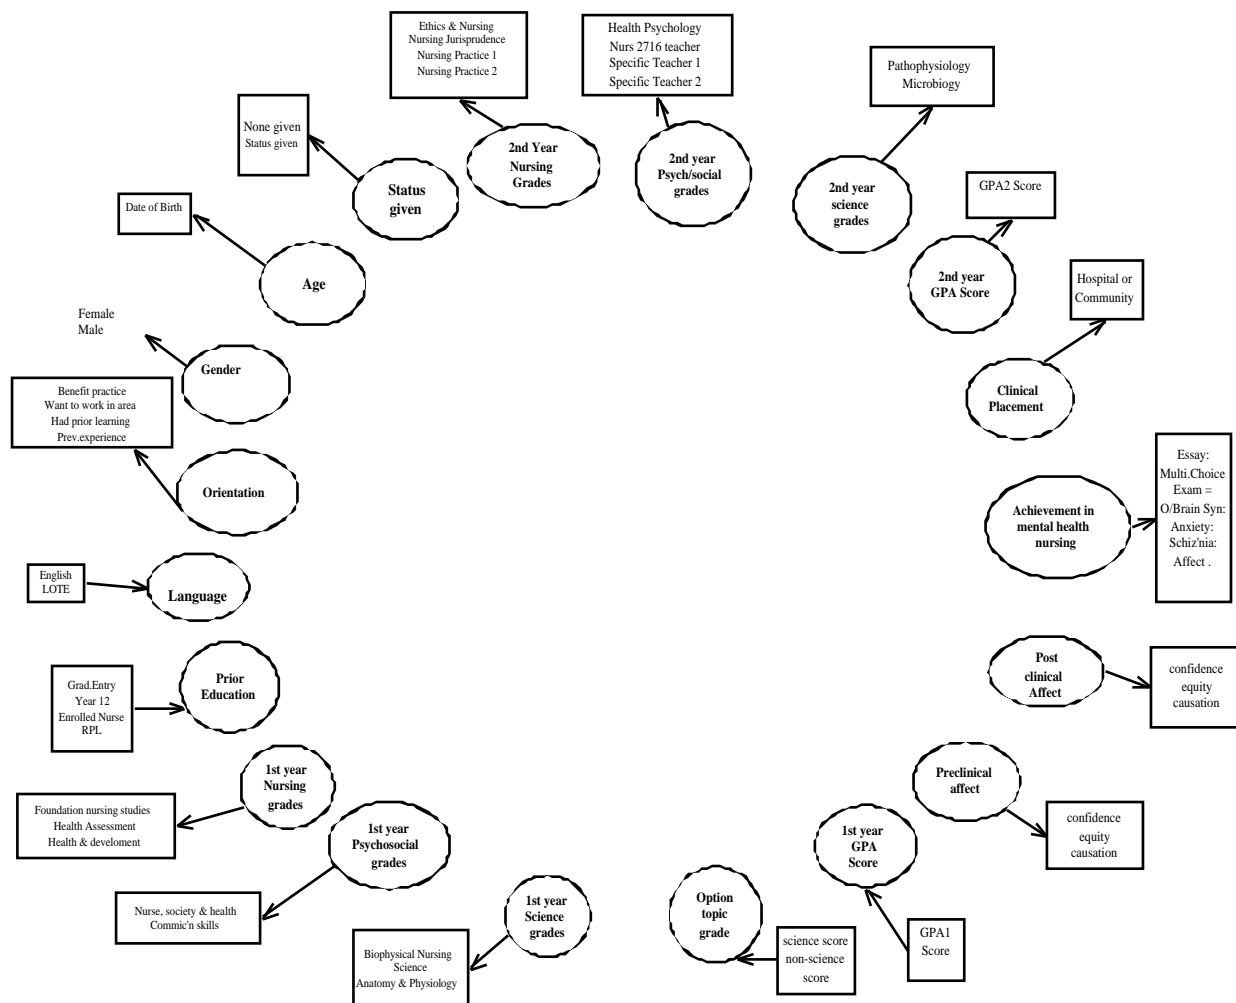 Ethics & Nursing
Nursing Jurisprudence
Nursing Practice 1
Nursing Practice 2
Health Psychology
Nurs 2716 teacher
Specific Teacher 1
Specific Teacher 2
Pathophysiology
Microbiogy
None given
Status given
2nd Year
Nursing
Grades
2nd year
Psych/social
grades
2nd year
science
grades
Status
given
GPA2 Score
Date of Birth
Age
2nd year
GPA Score
Hospital or
Community
Female
Male
Gender
Clinical
Placement
Benefit practice
Want to work in area
Had prior learning
Prev.experience
Orientation
Achievement in
mental health
nursing
Essay:
Multi.Choice
Exam =
O/Brain Syn:
Anxiety:
Schiz'nia:
Affect .
English
LOTE
Language
Grad.Entry
Year 12
Enrolled Nurse
RPL
Prior
Education
Post
clinical
Affect
confidence
equity
causation
1st year
Nursing
grades
Foundation nursing studies
Health Assessment
Health & develoment
Preclinical
affect
confidence
equity
causation
1st year
Psychosocial
grades
1st year
GPA
Score
Nurse, society & health
Commic'n skills
1st year
Science
grades
Option
topic
grade
Biophysical Nursing
Science
Anatomy & Physiology
science score
non-science
score
GPA1
Score